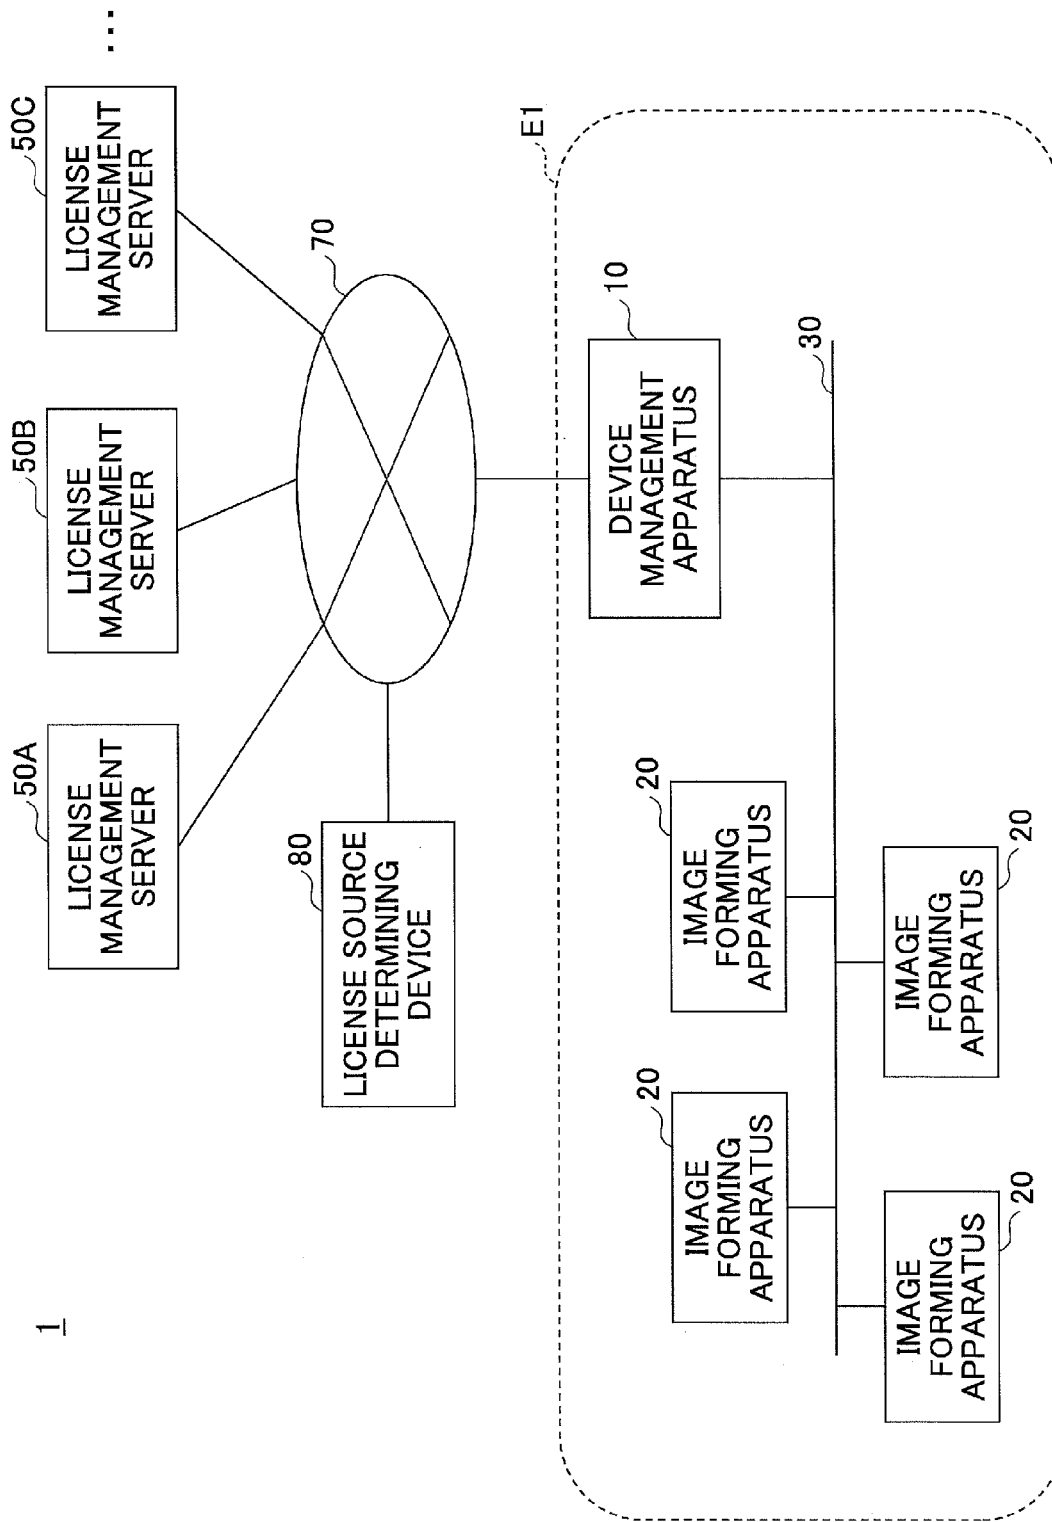 1
50A
LICENSE
MANAGEMENT
SERVER
50B
LICENSE
MANAGEMENT
SERVER
50C
LICENSE
MANAGEMENT
SERVER
...
80
LICENSE SOURCE
DETERMINING
DEVICE
70
E1
10
DEVICE
MANAGEMENT
APPARATUS
20
IMAGE
FORMING
APPARATUS
20
IMAGE
FORMING
APPARATUS
30
IMAGE
FORMING
APPARATUS
20
IMAGE
FORMING
APPARATUS
20